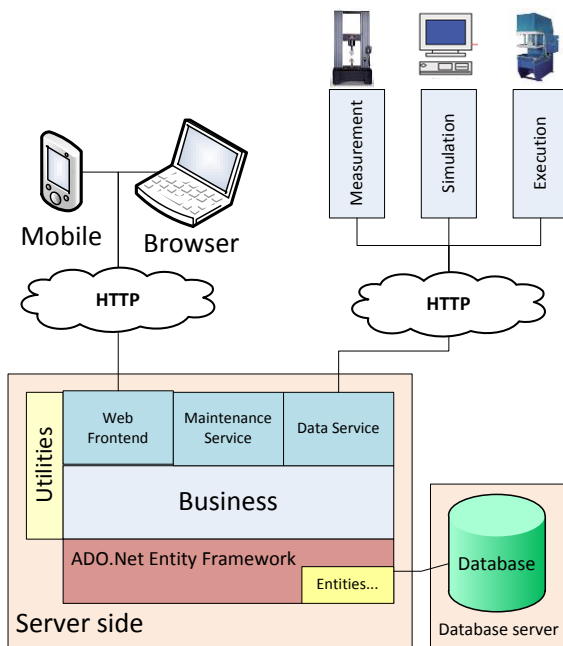 Measurement
Simulation
Execution
Mobile
Browser
HTTP
HTTP
Utilities
Web
Frontend
Maintenance
Service
Data Service
Business
ADO.Net Entity Framework
Entities...
Server side
Database
Database server